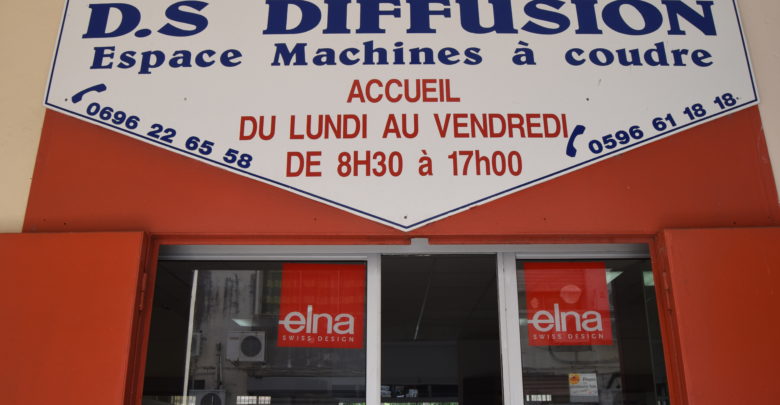 D.S DIFFUSION
Espace Machines à coudre
ACCUEIL
DU LUNDI AU VENDREDI
DE 8H30 à 17h00
0696 22 65 58
0596 61 18 18
elna
SWISS DESIGN
elna
SWISS DESIGN